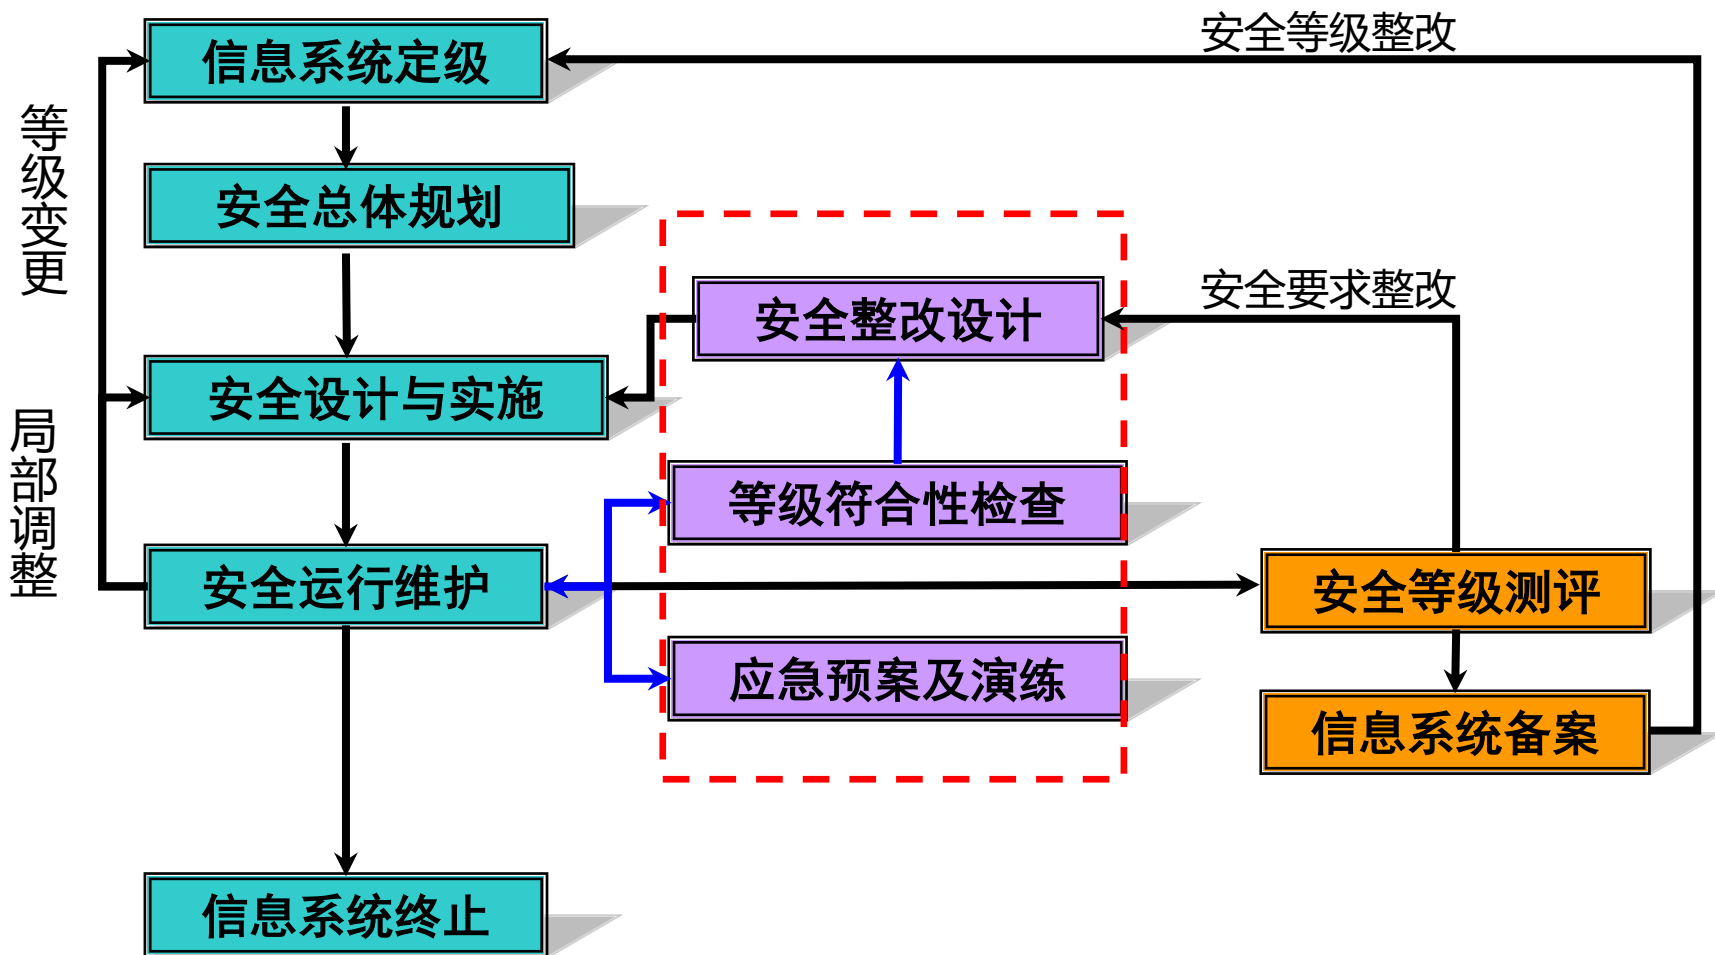 信息系统定级
安全等级整改
等级变更
安全总体规划
安全整改设计
安全要求整改
安全设计与实施
局部调整
等级符合性检查
安全运行维护
安全等级测评
应急预案及演练
信息系统备案
信息系统终止